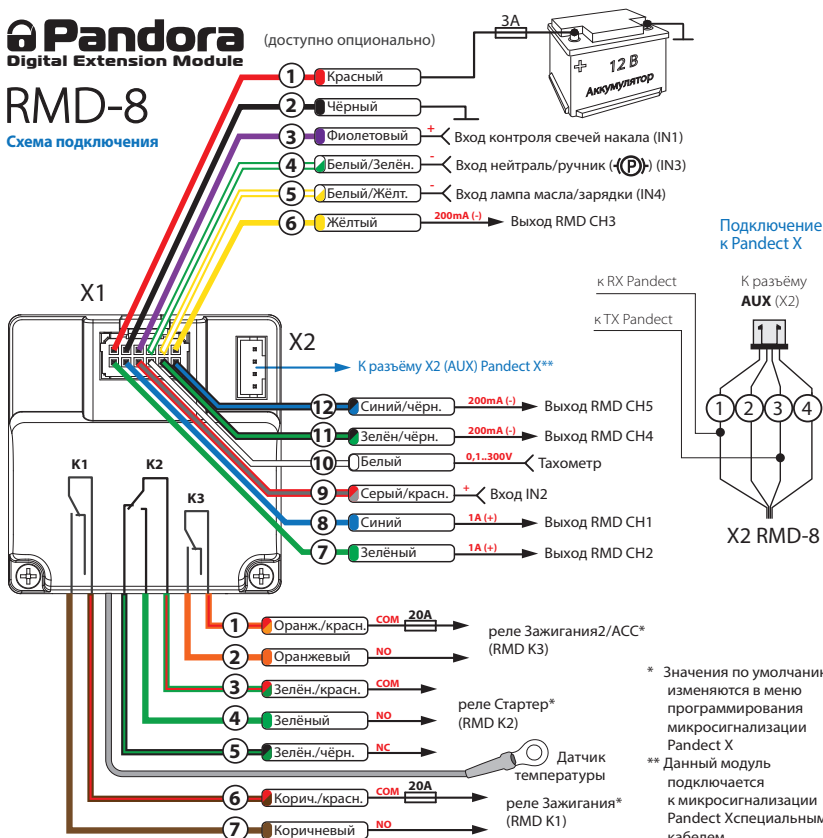 Pandora
Digital Extension Module
RMD-8
Схема подключения
(доступно опционально)
3A
12 В
Аккумулятор
1 Красный
2 Чёрный
3 Фиолетовый + Вход контроля свечей накала (IN1)
4 Белый/Зелён. - Вход нейтраль/ручник (-(P)-) (IN3)
5 Белый/Жёлт. - Вход лампа масла/зарядки (IN4)
6 Жёлтый 200mA (-) Выход RMD CH3
Подключение
к Pandect X
к RX Pandect
к TX Pandect
К разъёму
AUX (X2)
1 2 3 4
X2 RMD-8
X1
X2
К разъёму X2 (AUX) Pandect X**
12 Синий/чёрн. 200mA (-) Выход RMD CH5
11 Зелён/чёрн. 200mA (-) Выход RMD CH4
10 Белый 0,1..300V Тахометр
9 Серый/красн. + Вход IN2
8 Синий 1A (+) Выход RMD CH1
7 Зелёный 1A (+) Выход RMD CH2
K1
K2
K3
1 Оранж./красн. COM 20A
2 Оранжевый NO
реле Зажигания2/ACC*
(RMD K3)
3 Зелён./красн. COM
4 Зелёный NO
5 Зелён./чёрн. NC
реле Стартер*
(RMD K2)
Датчик
температуры
6 Корич./красн. COM 20A
7 Коричневый NO
реле Зажигания*
(RMD K1)
* Значения по умолчанию
изменяются в меню
программирования
микросигнализации
Pandect X
** Данный модуль
подключается
к микросигнализации
Pandect Xспециальным
кабелем